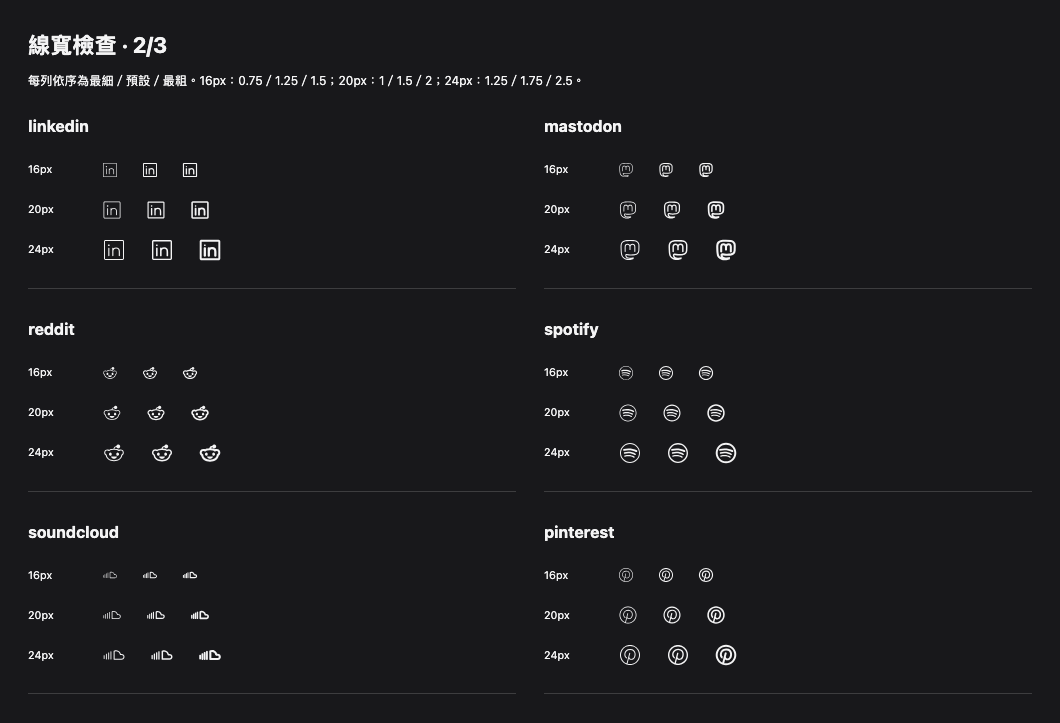 線寬檢查 · 2/3
每列依序為最細 / 預設 / 最粗。16px：0.75 / 1.25 / 1.5；20px：1 / 1.5 / 2；24px：1.25 / 1.75 / 2.5。
linkedin
16px
20px
24px
mastodon
16px
20px
24px
reddit
16px
20px
24px
spotify
16px
20px
24px
soundcloud
16px
20px
24px
pinterest
16px
20px
24px